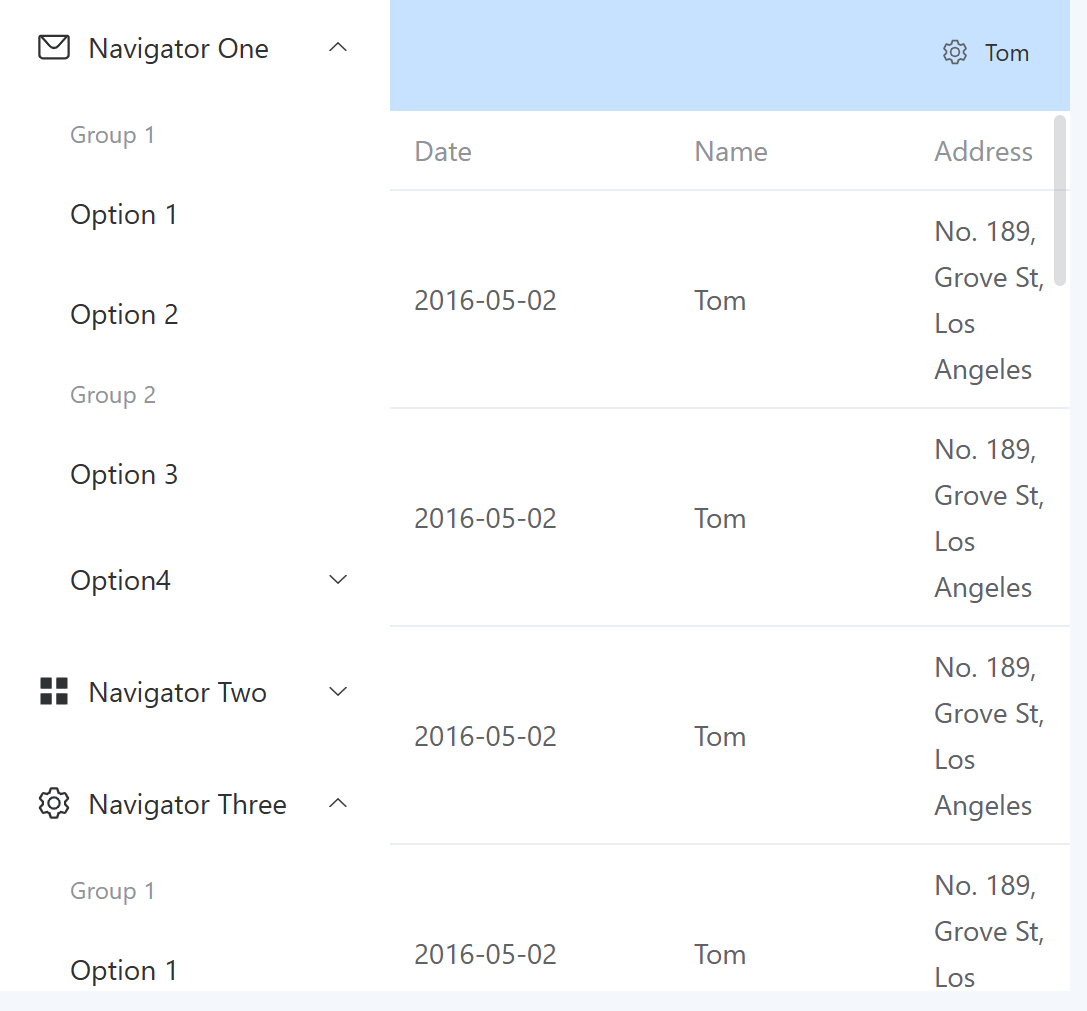 Navigator One
Group 1
Option 1
Option 2
Group 2
Option 3
Option4
Navigator Two
Navigator Three
Group 1
Option 1
Tom
Date Name Address
2016-05-02 Tom No. 189,
Grove St,
Los
Angeles
2016-05-02 Tom No. 189,
Grove St,
Los
Angeles
2016-05-02 Tom No. 189,
Grove St,
Los
Angeles
2016-05-02 Tom No. 189,
Grove St,
Los